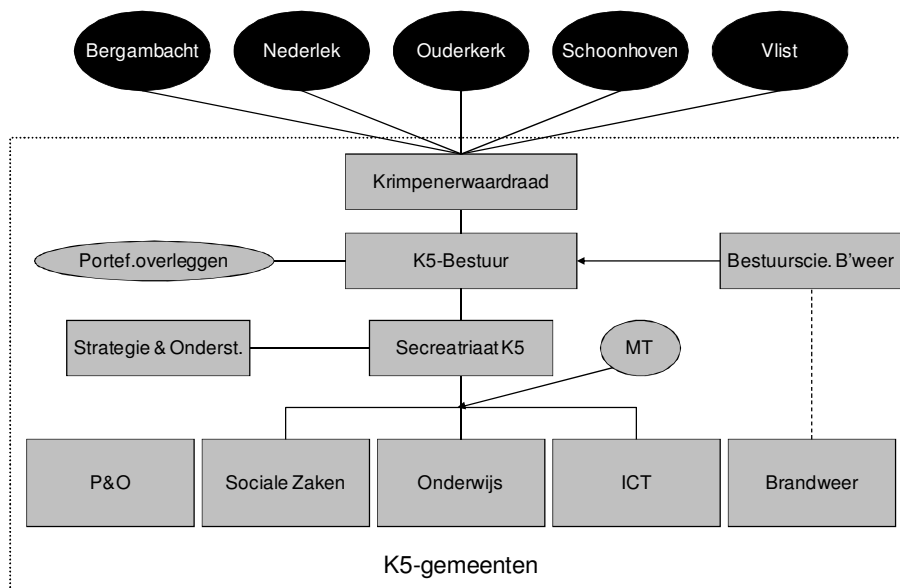 Bergambacht
Nederlek
Ouderkerk
Schoonhoven
Vlist
Krimpenerwaardraad
Portef.overleggen
K5-Bestuur
Bestuurscie. B'weer
Strategie & Onderst.
Secreatriaat K5
MT
P&O
Sociale Zaken
Onderwijs
ICT
Brandweer
K5-gemeenten